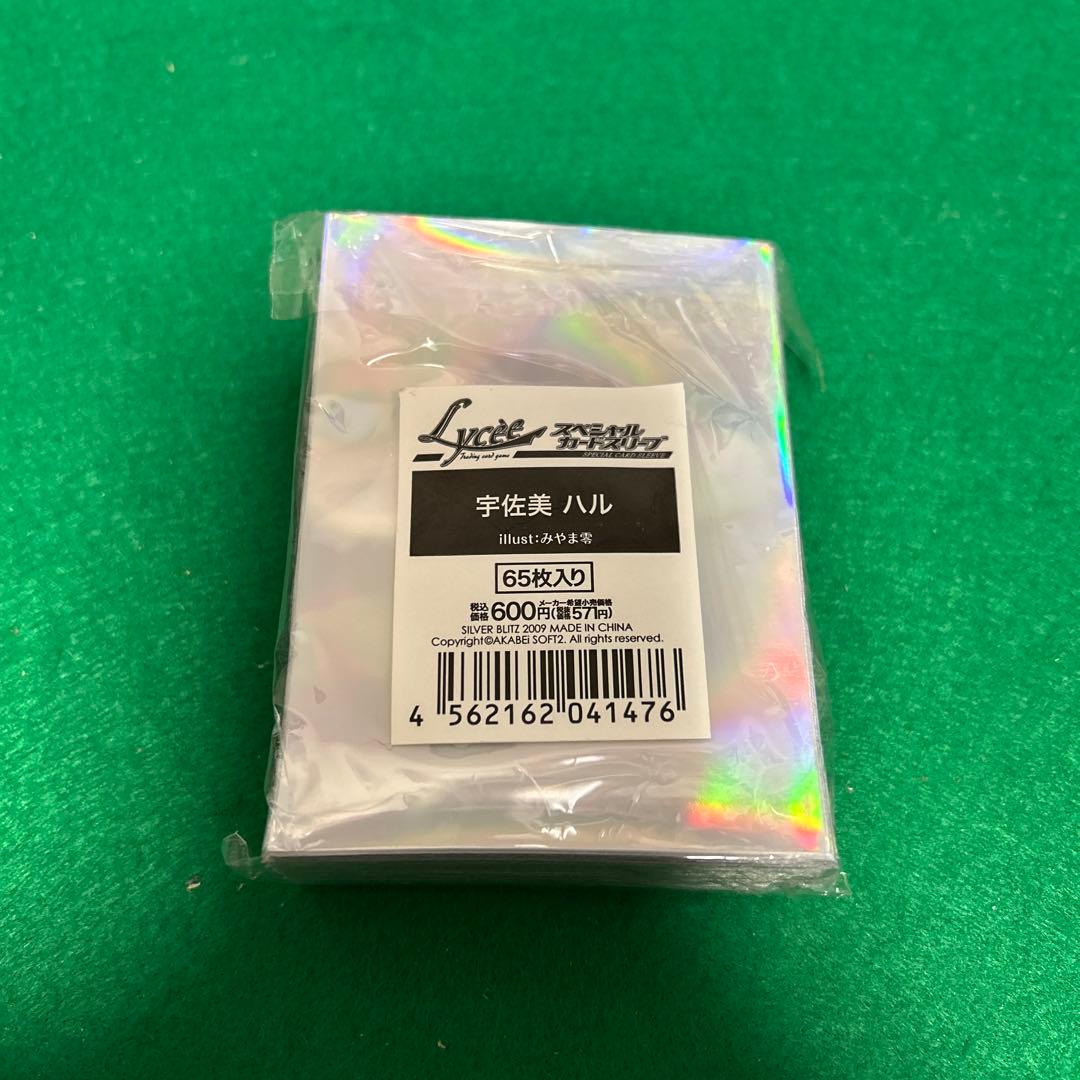 Lycèe スペシャルカードスリーブ
Trading card game SPECIAL CARD SLEEVE
宇佐美 ハル
illust:みやま零
65枚入り
税込価格600円(メーカー希望小売価格 税抜価格571円)
SILVER BLITZ 2009 MADE IN CHINA
Copyright©AKABEi SOFT2. All rights reserved.
4 562162 041476